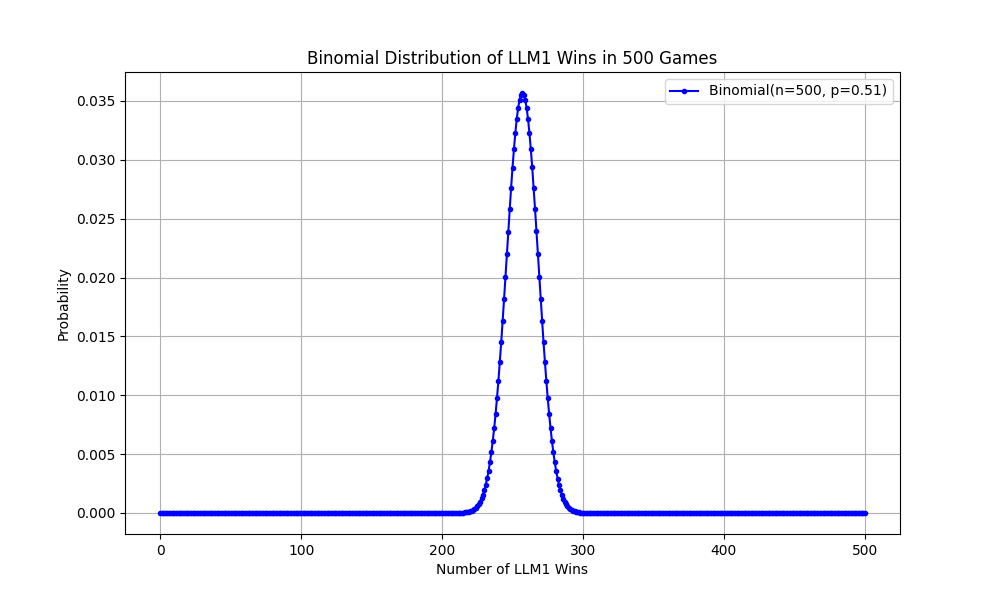 Binomial Distribution of LLM1 Wins in 500 Games
Binomial(n=500, p=0.51)
0.035
0.030
0.025
0.020
0.015
0.010
0.005
0.000
Probability
0 100 200 300 400 500
Number of LLM1 Wins